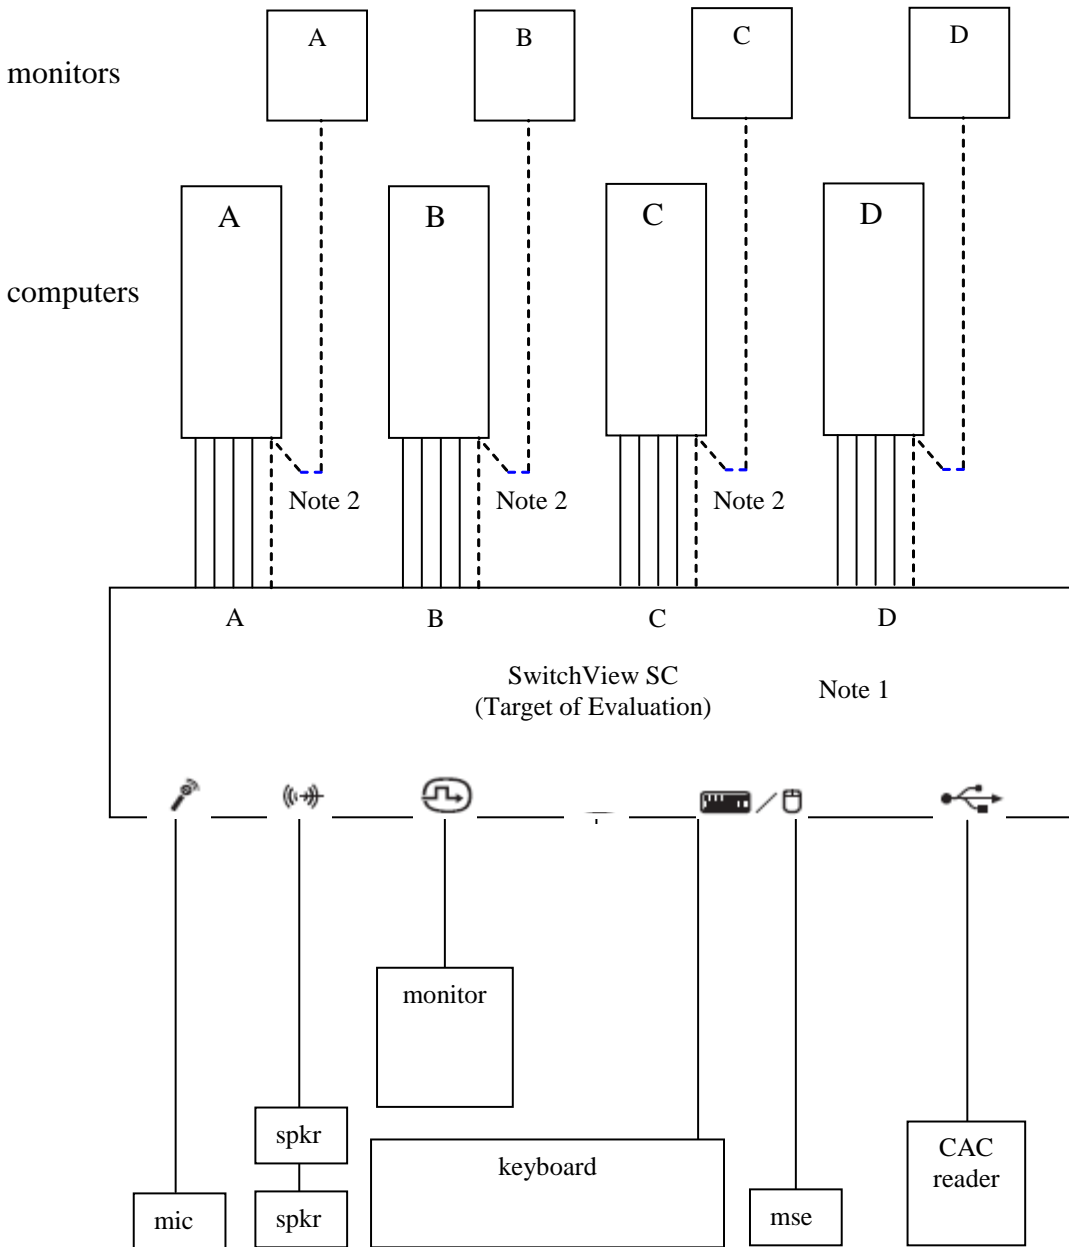 A
B
C
D
monitors
A
B
C
D
computers
Note 2
Note 2
Note 2
A
B
C
D
SwitchView SC
(Target of Evaluation)
Note 1
monitor
spkr
spkr
keyboard
mic
mse
CAC
reader